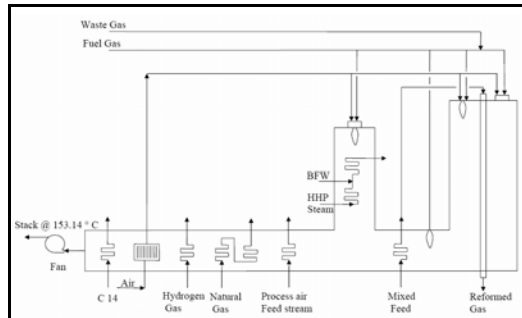 Waste Gas
Fuel Gas
BFW
HHP
Steam
Stack @ 153.14 ° C
Fan
Air
C 14
Hydrogen
Gas
Natural
Gas
Process air
Feed stream
Mixed
Feed
Reformed
Gas